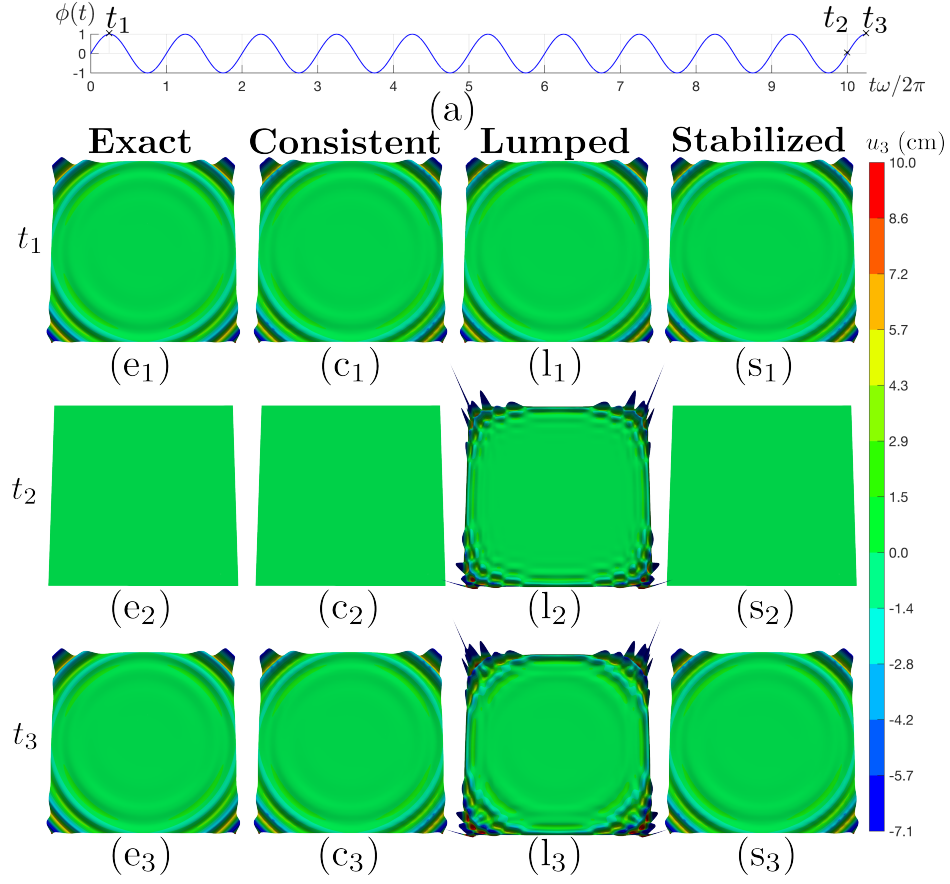 ϕ(t) t₁ t₂ t₃
1
0
-1
0 1 2 3 4 5 6 7 8 9 10 tω/2π
(a)
Exact Consistent Lumped Stabilized u₃ (cm)
10.0
8.6
7.2
5.7
4.3
2.9
1.5
0.0
-1.4
-2.8
-4.2
-5.7
-7.1
t₁
(e₁) (c₁) (l₁) (s₁)
t₂
(e₂) (c₂) (l₂) (s₂)
t₃
(e₃) (c₃) (l₃) (s₃)